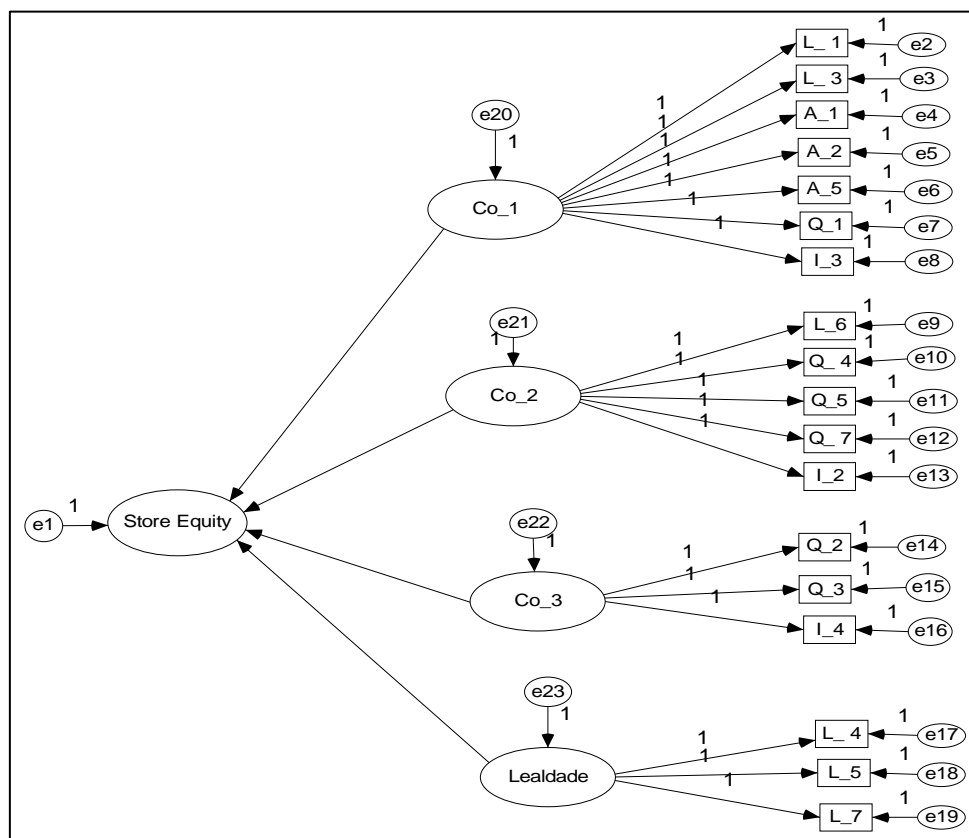 1
L_ 1
e2
1
L_ 3
e3
1
A_1
e4
1
A_2
e5
1
A_5
e6
1
Q_1
e7
1
I_3
e8
e20
1
Co_1
1
1
1
1
1
1
1
e21
1
Co_2
1
1
1
1
1
1
L_6
e9
1
Q_ 4
e10
1
Q_5
e11
1
Q_ 7
e12
1
I_2
e13
e1
1
Store Equity
e22
1
Co_3
1
1
1
1
Q_2
e14
1
Q_3
e15
1
I_4
e16
e23
1
Lealdade
1
1
1
1
L_ 4
e17
1
L_5
e18
1
L_7
e19